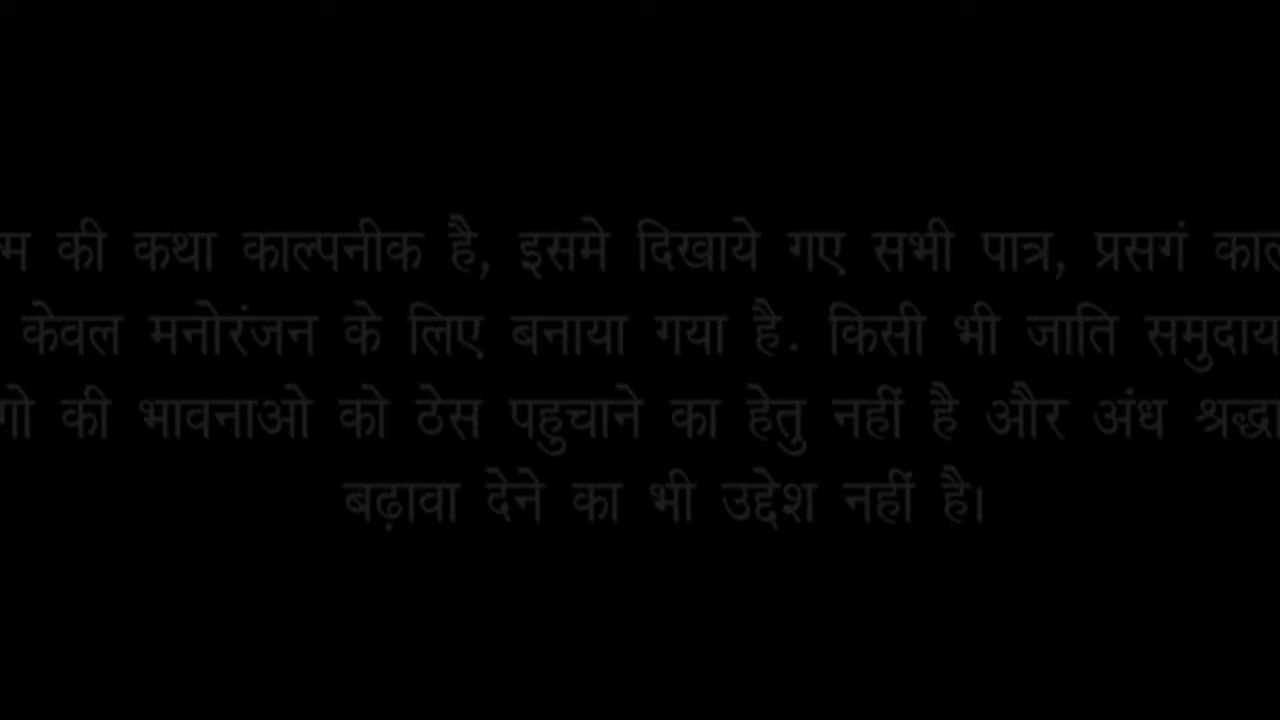 म की कथा काल्पनीक है, इसमे दिखाये गए सभी पात्र, प्रसगं काल
केवल मनोरंजन के लिए बनाया गया है. किसी भी जाति समुदाय
गो की भावनाओ को ठेस पहुचाने का हेतु नहीं है और अंध श्रद्धा
बढ़ावा देने का भी उद्देश नहीं है।